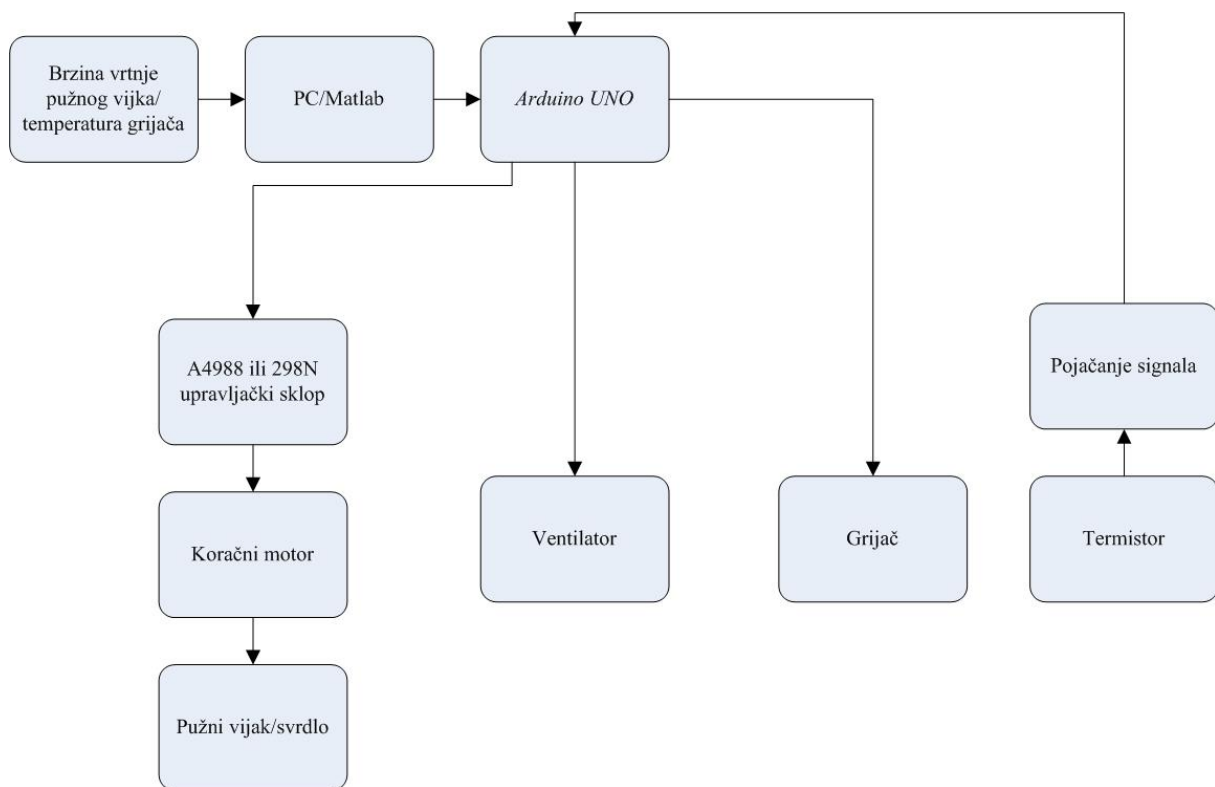 Brzina vrtnje
pužnog vijka/
temperatura grijača
PC/Matlab
Arduino UNO
A4988 ili 298N
upravljački sklop
Pojačanje signala
Koračni motor
Ventilator
Grijač
Termistor
Pužni vijak/svrdlo